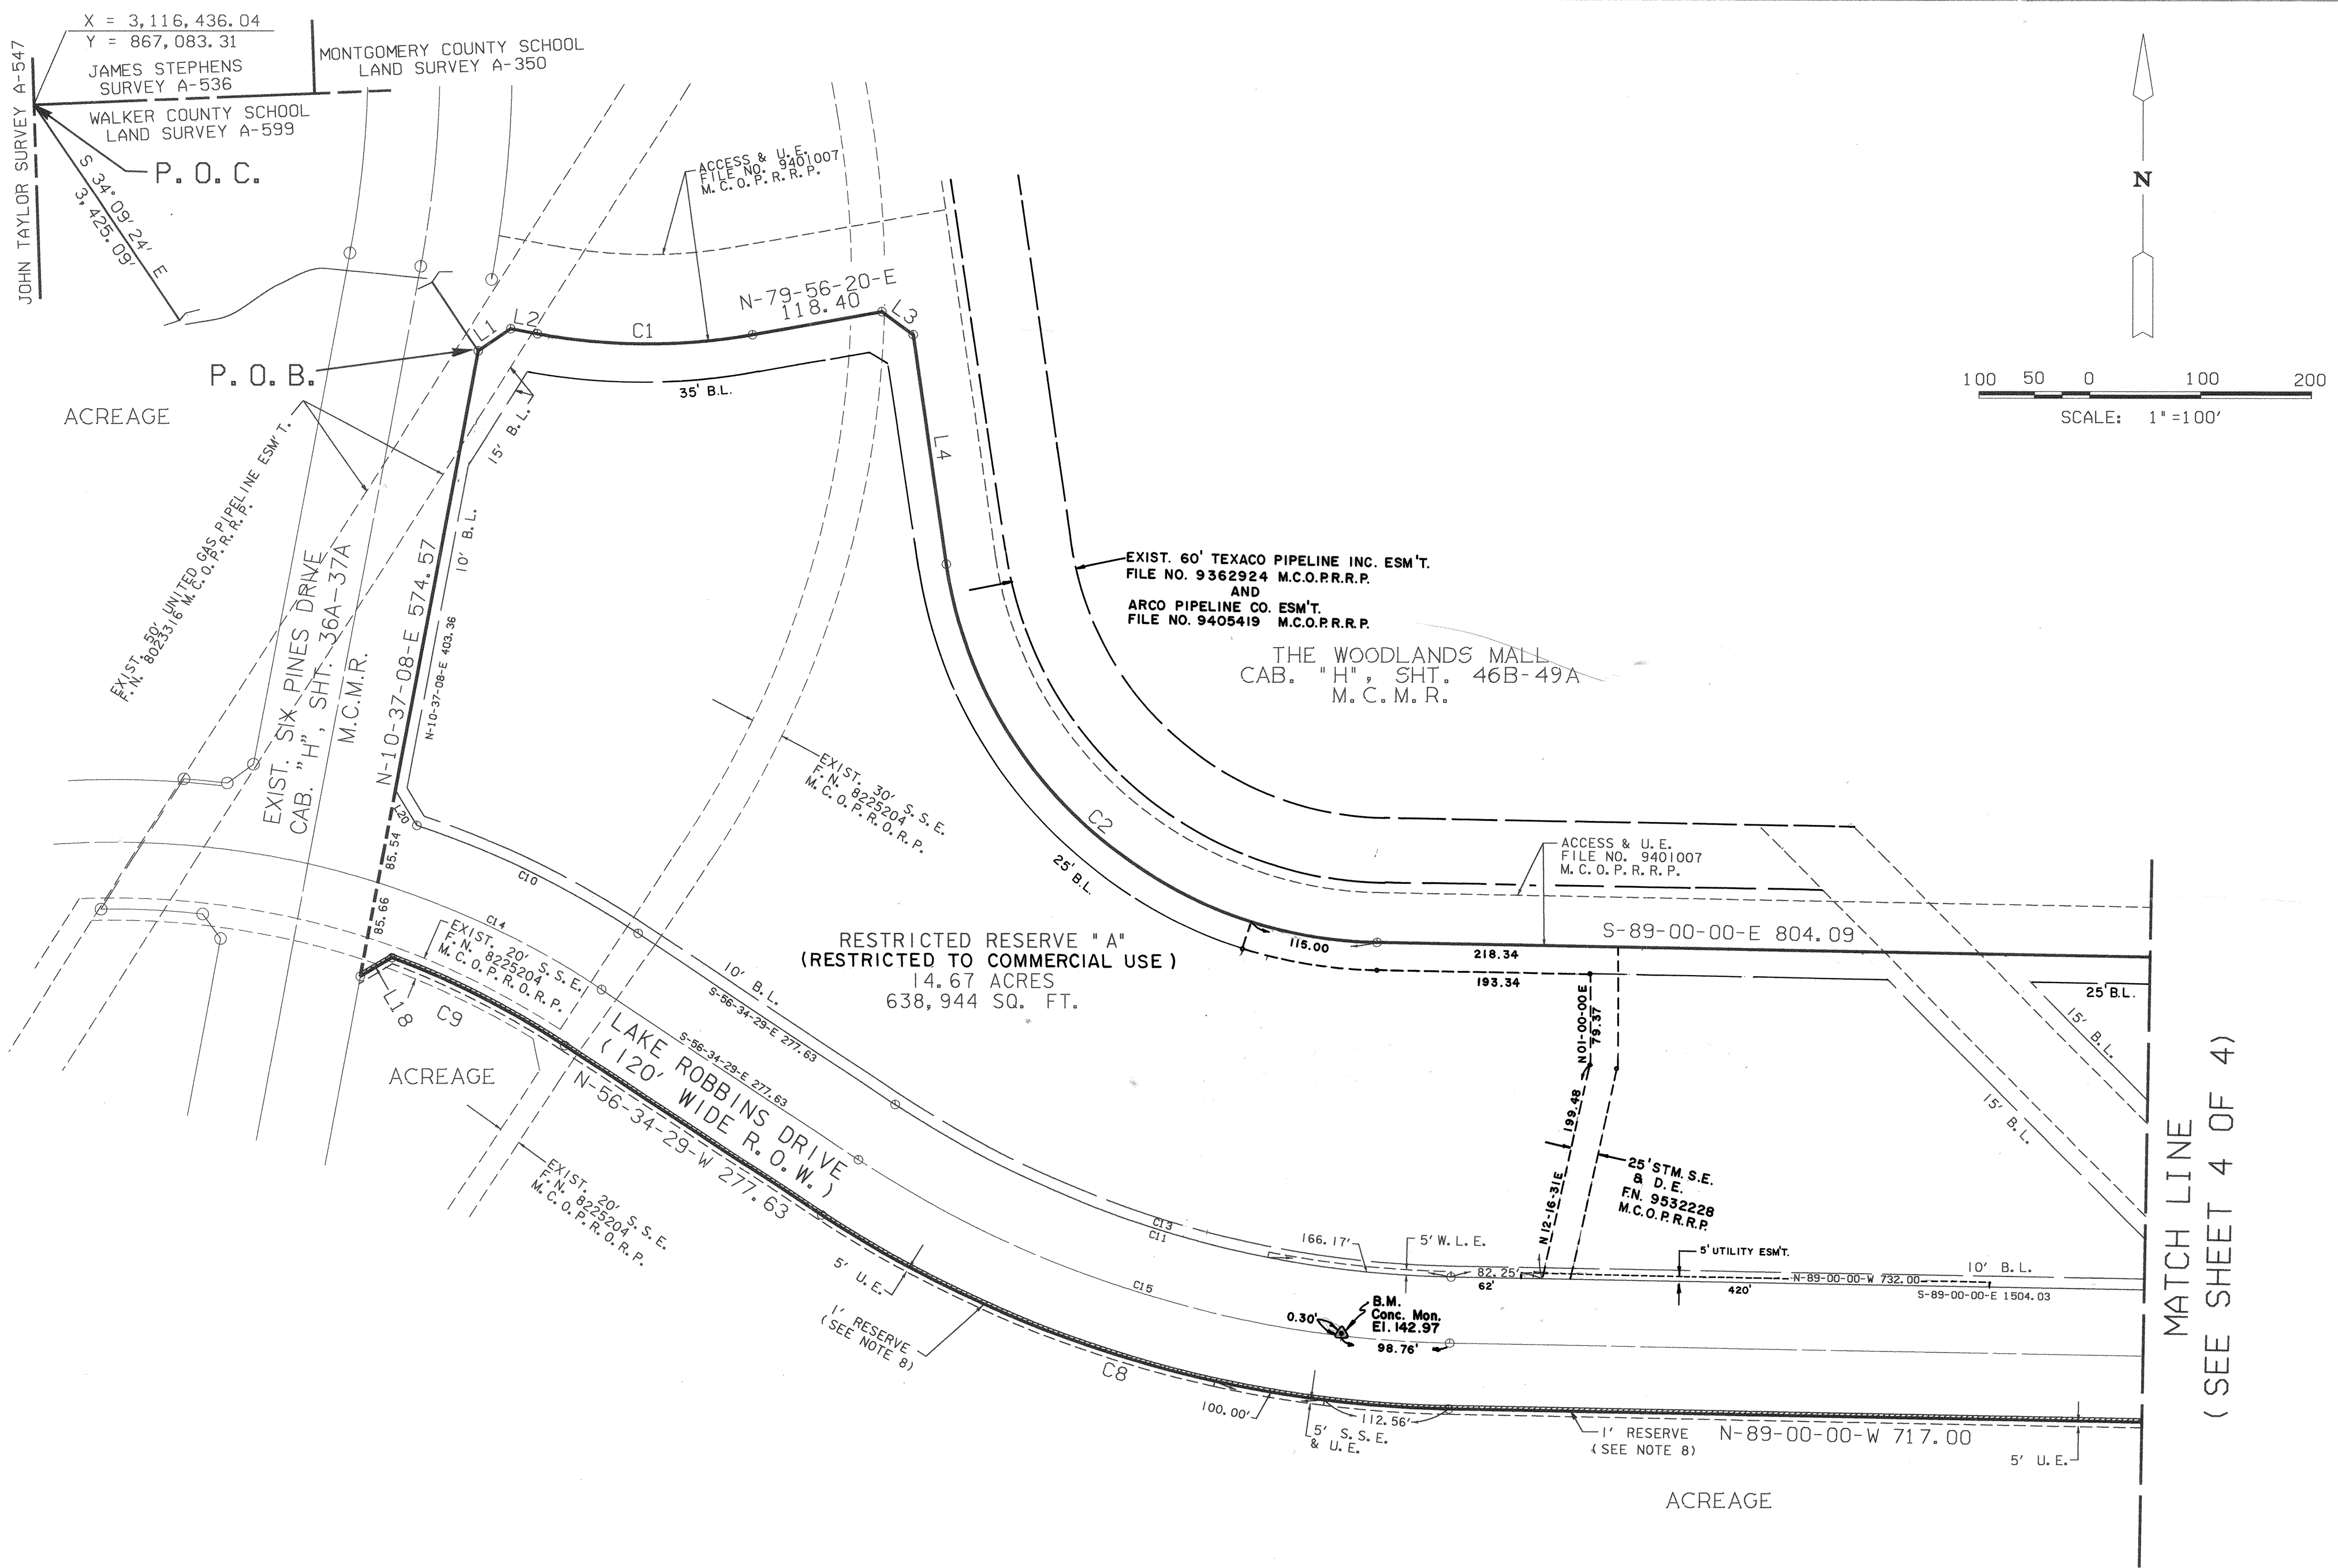 X = 3,116,436.04
Y = 867,083.31
JAMES STEPHENS
SURVEY A-536
MONTGOMERY COUNTY SCHOOL
LAND SURVEY A-350
WALKER COUNTY SCHOOL
LAND SURVEY A-599
JOHN TAYLOR SURVEY A-547
P.O.C.
S 34°09'24" E
3,425.09'
P.O.B.
ACREAGE
ACCESS & U.E.
FILE NO. 9401007
M.C.O.P.R.R.P.
N
100 50 0 100 200
SCALE: 1"=100'
L1
L2
C1
N-79-56-20-E
118.40
L3
35' B.L.
15' B.L.
L4
10' B.L.
EXIST. 50' UNITED GAS PIPELINE ESM'T.
F.N. 8023316 M.C.O.P.R.R.P.
EXIST. SIX PINES DRIVE
CAB. "H", SHT. 36A-37A
M.C.M.R.
N-10-37-08-E 574.57
N-10-37-08-E 403.36
EXIST. 60' TEXACO PIPELINE INC. ESM'T.
FILE NO. 9362924 M.C.O.P.R.R.P.
AND
ARCO PIPELINE CO. ESM'T.
FILE NO. 9405419 M.C.O.P.R.R.P.
THE WOODLANDS MALL
CAB. "H", SHT. 46B-49A
M.C.M.R.
EXIST. 30' S.S.E.
F.N. 8225204
M.C.O.P.R.O.R.P.
C2
25' B.L.
L20
85.54
85.66
C10
C14
EXIST. 20' S.S.E.
F.N. 8225204
M.C.O.P.R.O.R.P.
L18
C9
ACREAGE
RESTRICTED RESERVE "A"
(RESTRICTED TO COMMERCIAL USE)
14.67 ACRES
638,944 SQ. FT.
ACCESS & U.E.
FILE NO. 9401007
M.C.O.P.R.R.P.
S-89-00-00-E 804.09
115.00
218.34
193.34
25' B.L.
15' B.L.
15' B.L.
N01-00-00E
79.37
199.48
N12-16-31E
25' STM. S.E.
& D.E.
F.N. 9532228
M.C.O.P.R.R.P.
10' B.L.
S-56-34-29-E 277.63
S-56-34-29-E 277.63
LAKE ROBBINS DRIVE
(120' WIDE R.O.W.)
N-56-34-29-W 277.63
EXIST. 20' S.S.E.
F.N. 8225204
M.C.O.P.R.O.R.P.
5' U.E.
1' RESERVE
(SEE NOTE 8)
C13
C11
C15
C8
166.17'
5' W.L.E.
82.25'
62'
5' UTILITY ESM'T.
N-89-00-00-W 732.00
420'
10' B.L.
S-89-00-00-E 1504.03
B.M.
Conc. Mon.
El. 142.97
0.30'
98.76'
100.00'
112.56'
5' S.S.E.
& U.E.
1' RESERVE
(SEE NOTE 8)
N-89-00-00-W 717.00
5' U.E.
ACREAGE
MATCH LINE
(SEE SHEET 4 OF 4)